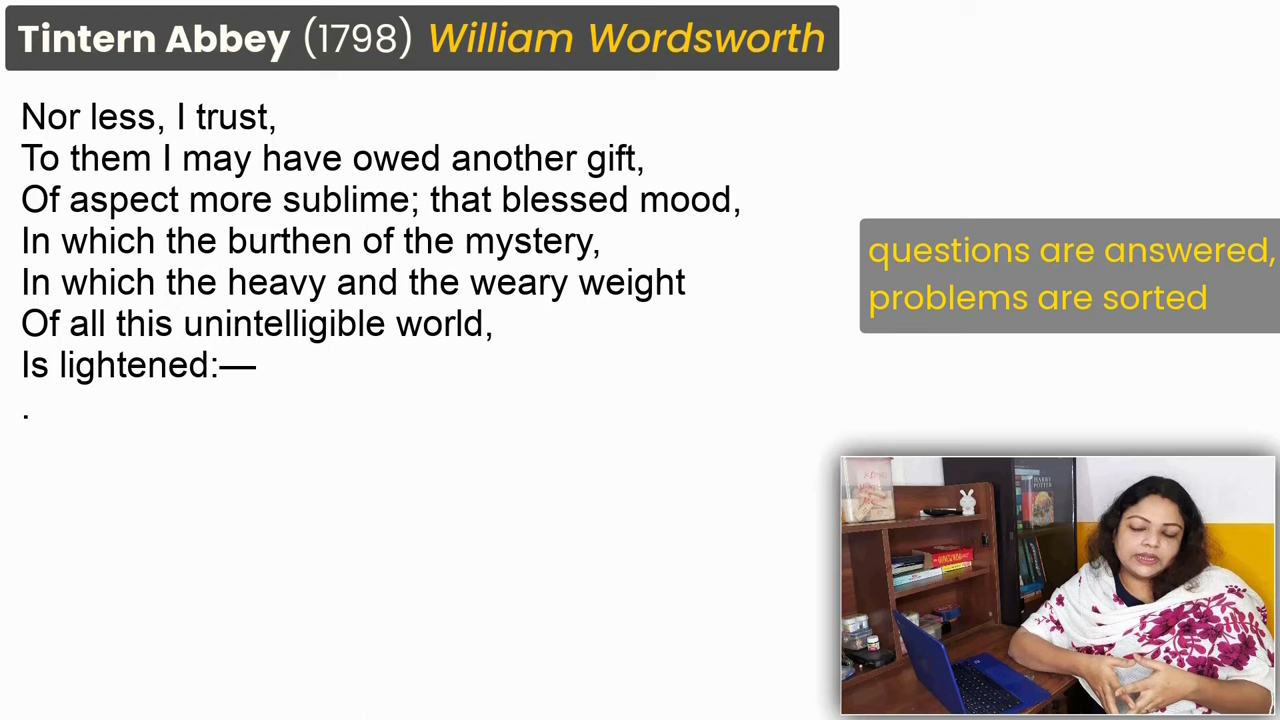 Tintern Abbey (1798) William Wordsworth
Nor less, I trust,
To them I may have owed another gift,
Of aspect more sublime; that blessed mood,
In which the burthen of the mystery,
In which the heavy and the weary weight
Of all this unintelligible world,
Is lightened:—
.
questions are answered,
problems are sorted
HARRY
POTTER